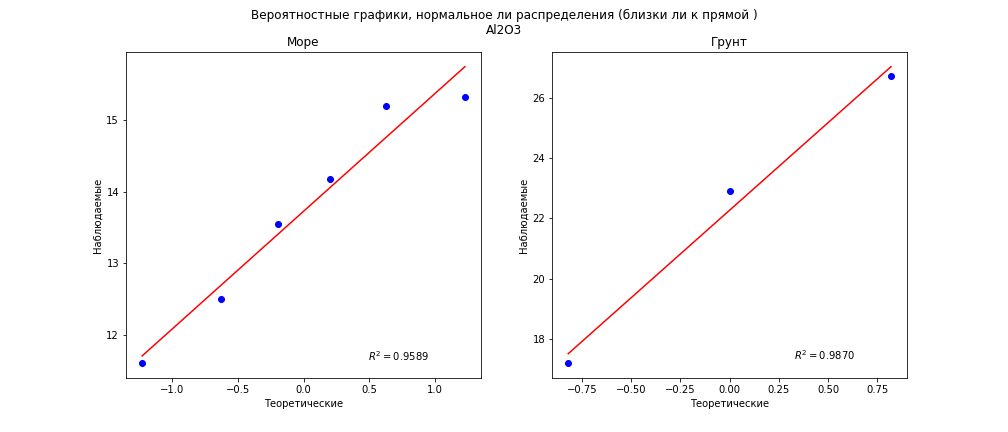 Вероятностные графики, нормальное ли распределения (близки ли к прямой )
Al2O3
Море
Наблюдаемые
15
14
13
12
R² = 0.9589
−1.0 −0.5 0.0 0.5 1.0
Теоретические
Грунт
Наблюдаемые
26
24
22
20
18
R² = 0.9870
−0.75 −0.50 −0.25 0.00 0.25 0.50 0.75
Теоретические